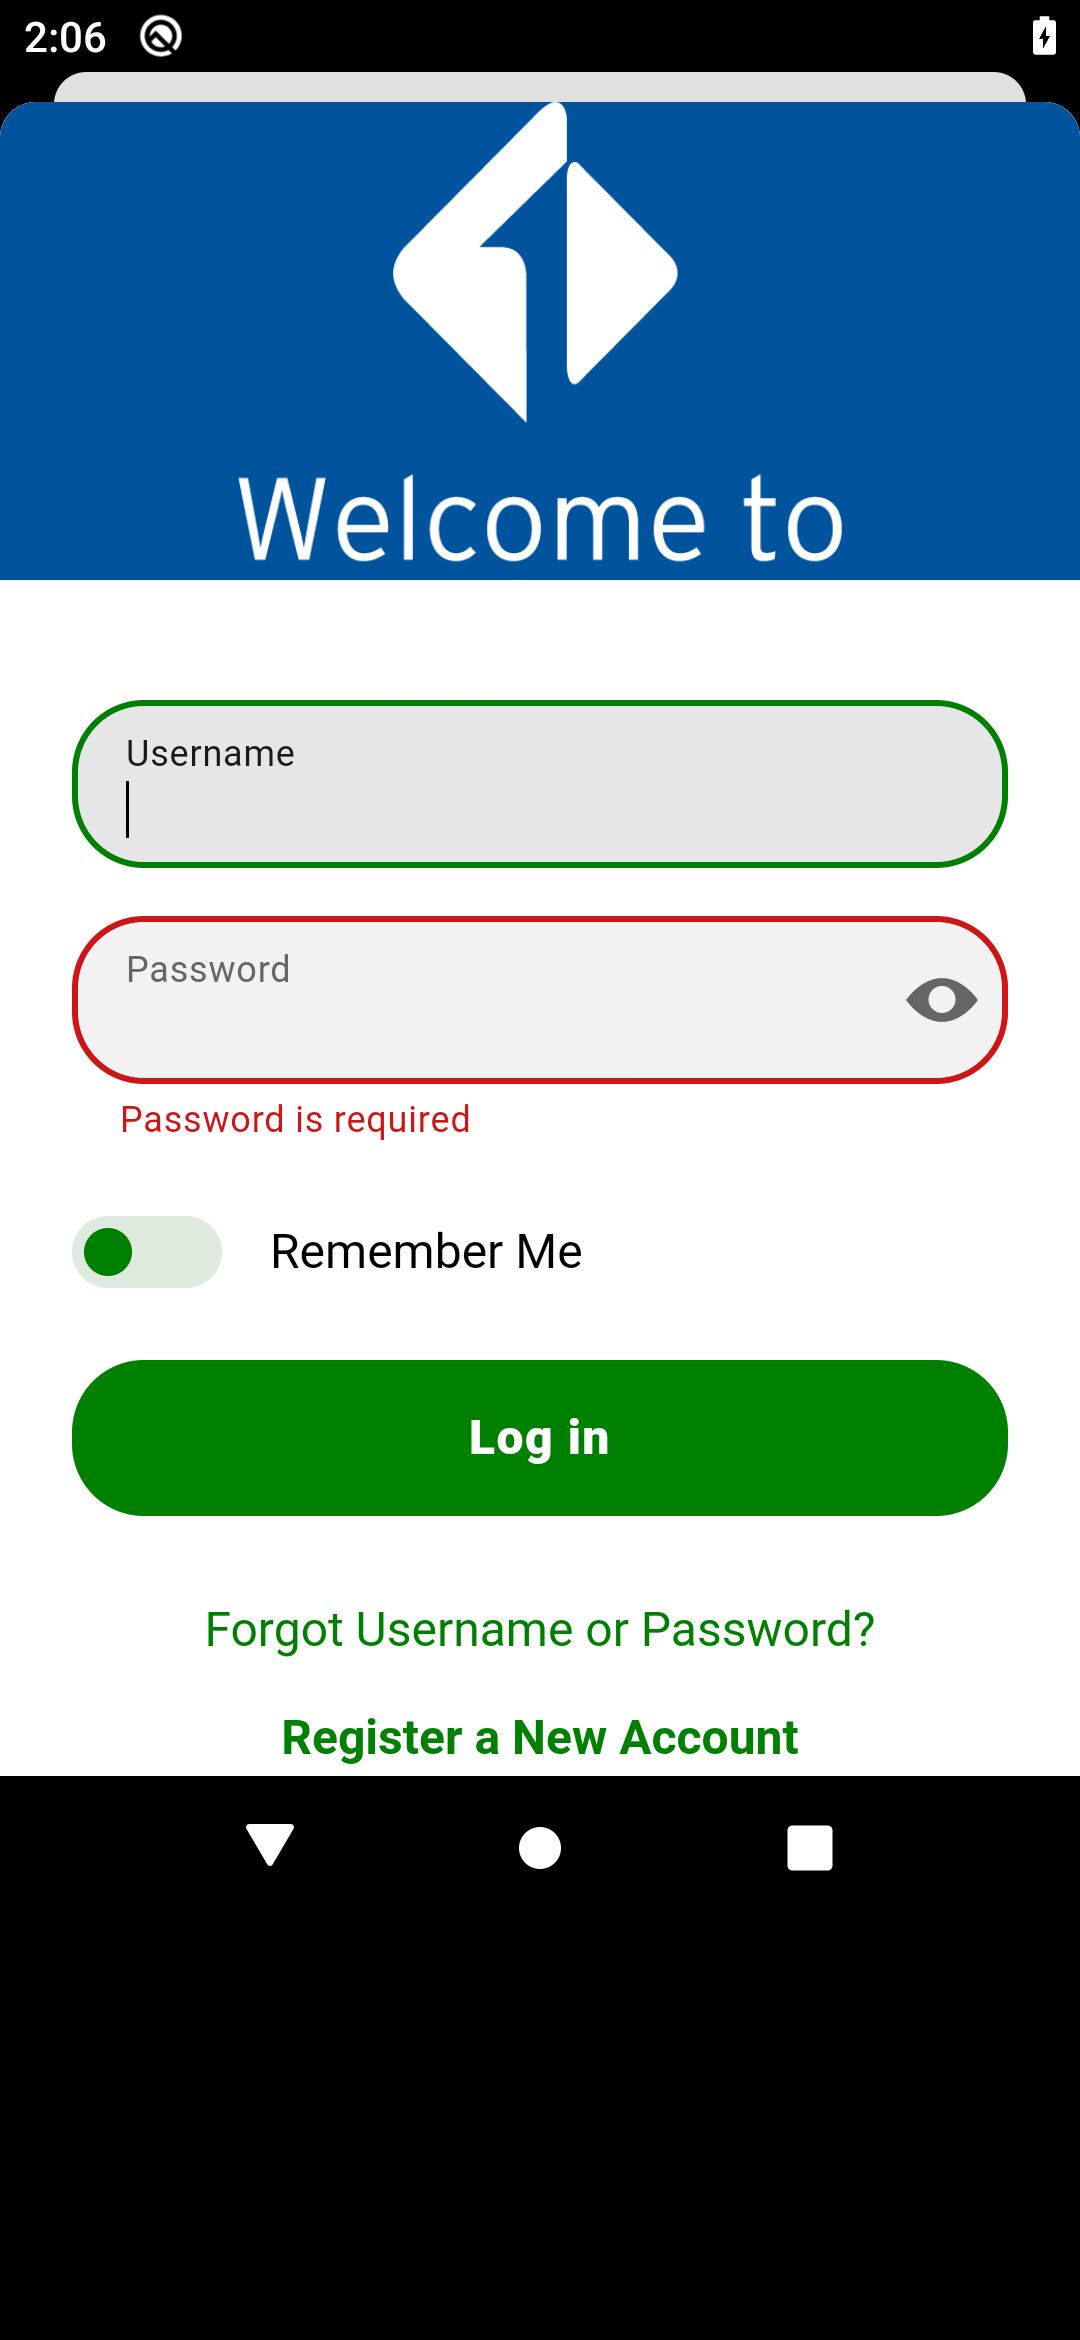 2:06
Welcome to
Username
Password
Password is required
Remember Me
Log in
Forgot Username or Password?
Register a New Account